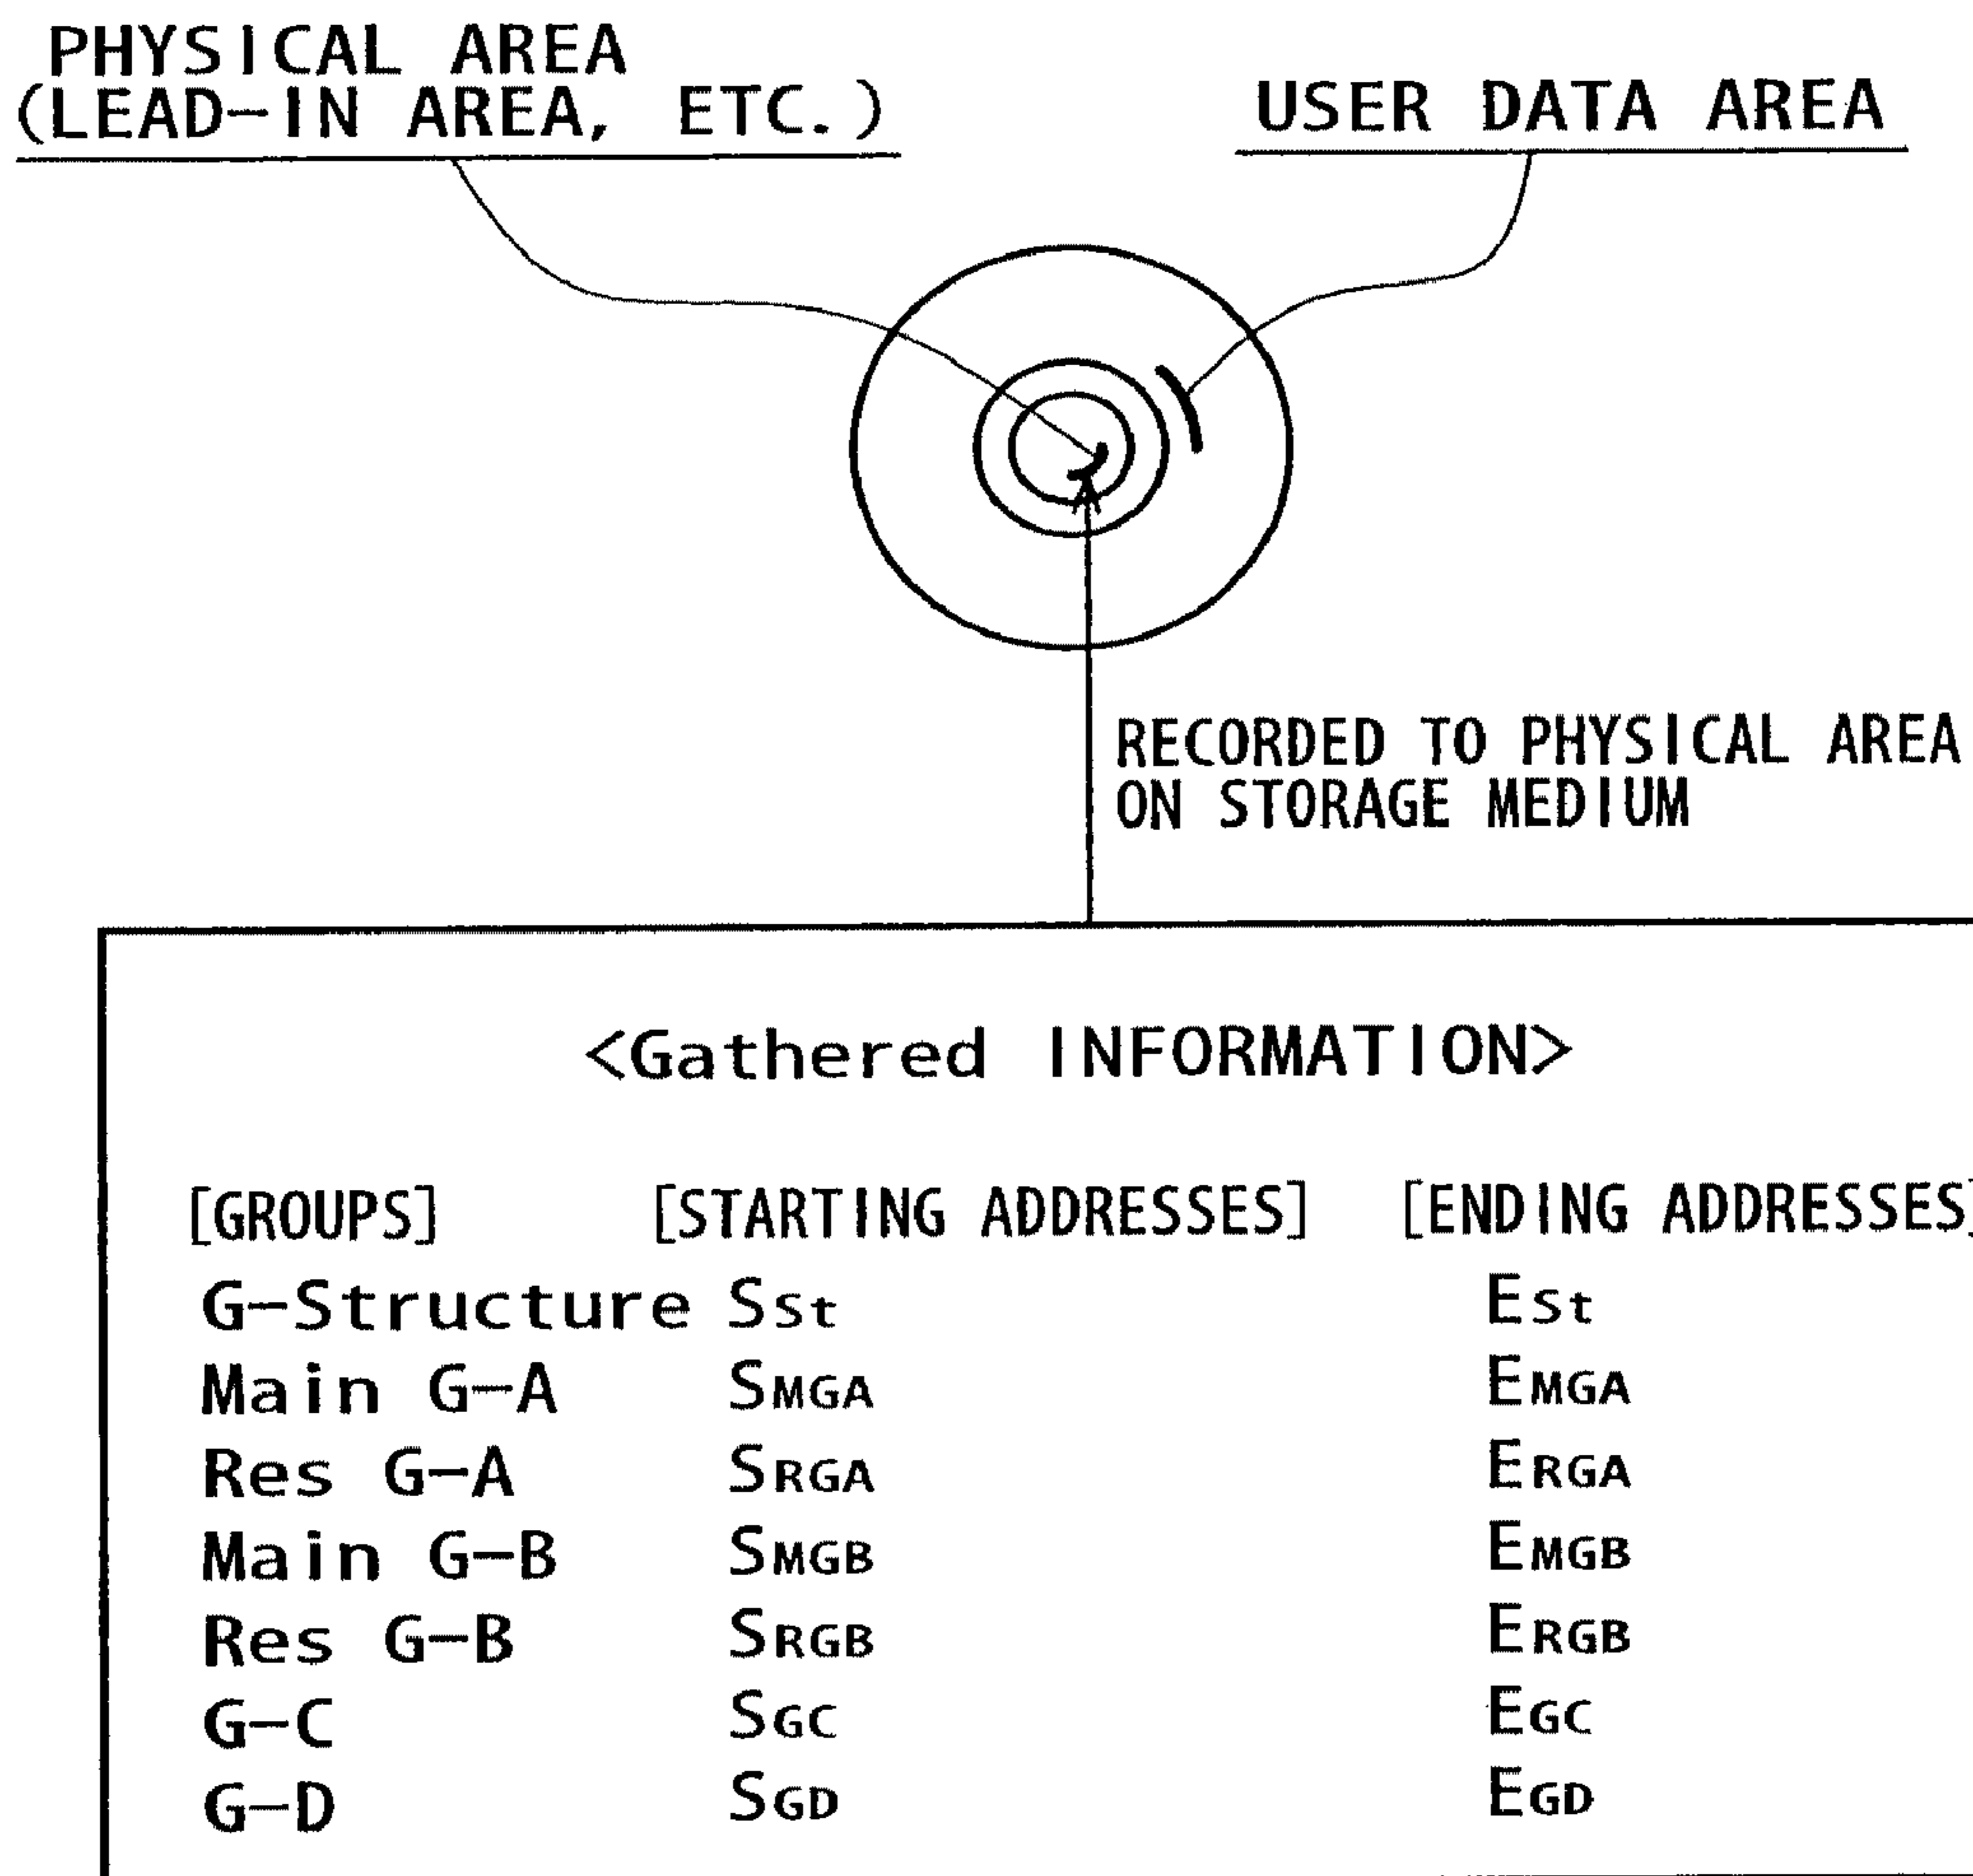 PHYSICAL AREA
(LEAD-IN AREA, ETC.)
USER DATA AREA
RECORDED TO PHYSICAL AREA
ON STORAGE MEDIUM
<Gathered INFORMATION>
[GROUPS] [STARTING ADDRESSES] [ENDING ADDRESSES]
G-Structure SSt ESt
Main G-A SMGA EMGA
Res G-A SRGA ERGA
Main G-B SMGB EMGB
Res G-B SRGB ERGB
G-C SGC EGC
G-D SGD EGD